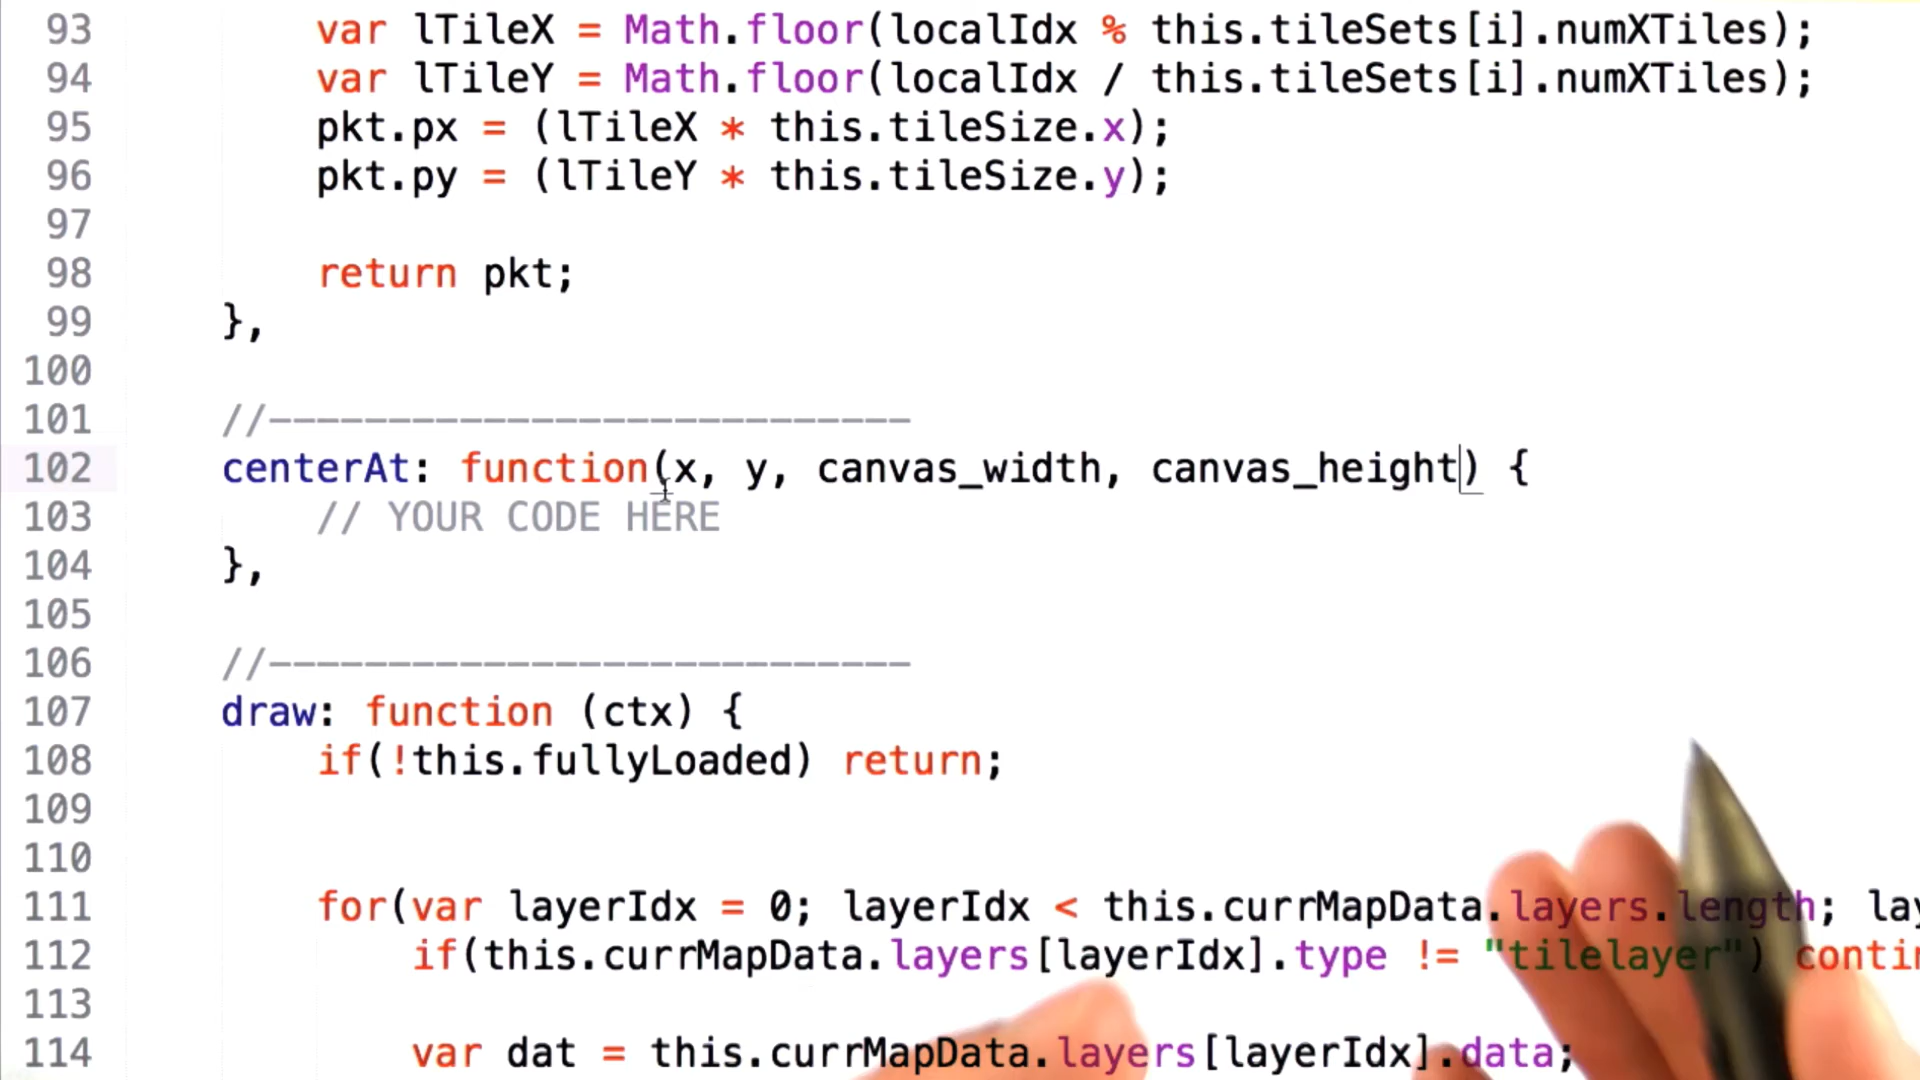 93 var lTileX = Math.floor(localIdx % this.tileSets[i].numXTiles);
94 var lTileY = Math.floor(localIdx / this.tileSets[i].numXTiles);
95 pkt.px = (lTileX * this.tileSize.x);
96 pkt.py = (lTileY * this.tileSize.y);
97
98 return pkt;
99 },
100
101 //---------------------------
102 centerAt: function(x, y, canvas_width, canvas_height) {
103 // YOUR CODE HERE
104 },
105
106 //---------------------------
107 draw: function (ctx) {
108 if(!this.fullyLoaded) return;
109
110
111 for(var layerIdx = 0; layerIdx < this.currMapData.layers.length; lay
112 if(this.currMapData.layers[layerIdx].type != "tilelayer") contin
113
114 var dat = this.currMapData.layers[layerIdx].data;